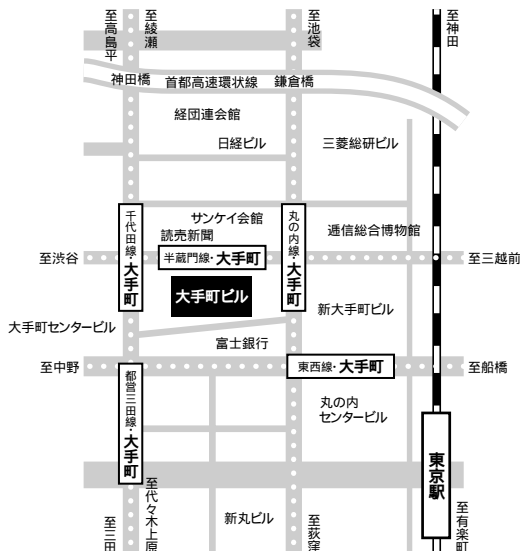 至高島平
至綾瀬
至池袋
至神田
神田橋
首都高速環状線
鎌倉橋
経団連会館
日経ビル
三菱総研ビル
千代田線・大手町
サンケイ会館
読売新聞
丸の内線・大手町
逓信総合博物館
至渋谷
半蔵門線・大手町
至三越前
大手町ビル
新大手町ビル
大手町センタービル
富士銀行
至中野
東西線・大手町
至船橋
都営三田線・大手町
丸の内
センタービル
東京駅
至三田
至代々木上原
新丸ビル
至荻窪
至有楽町